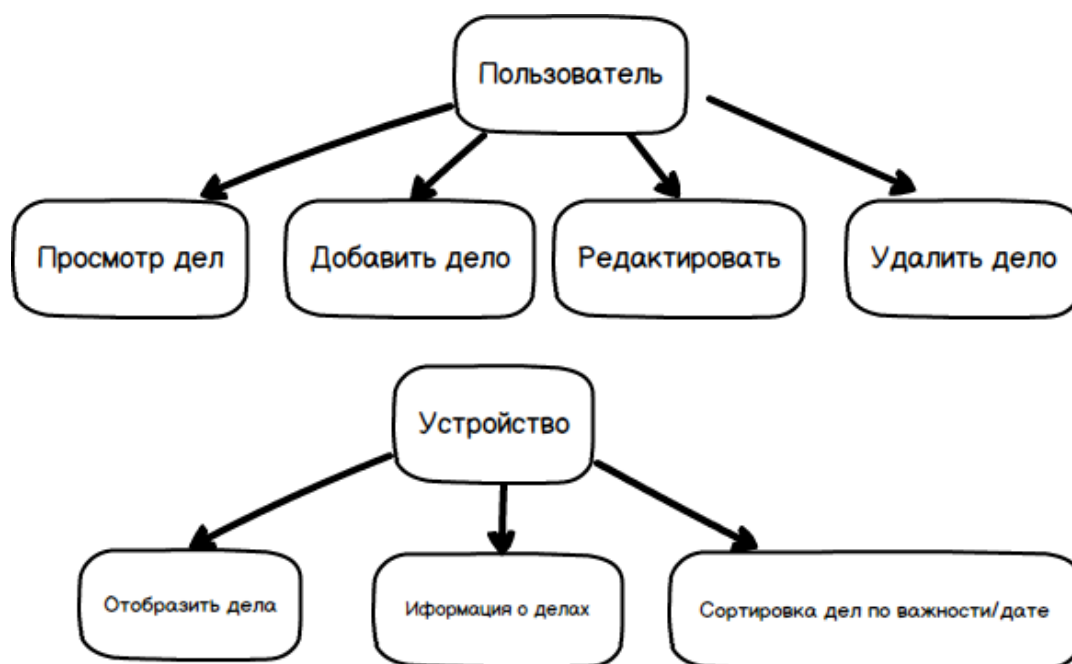 Пользователь
Просмотр дел
Добавить дело
Редактировать
Удалить дело
Устройство
Отобразить дела
Иформация о делах
Сортировка дел по важности/дате